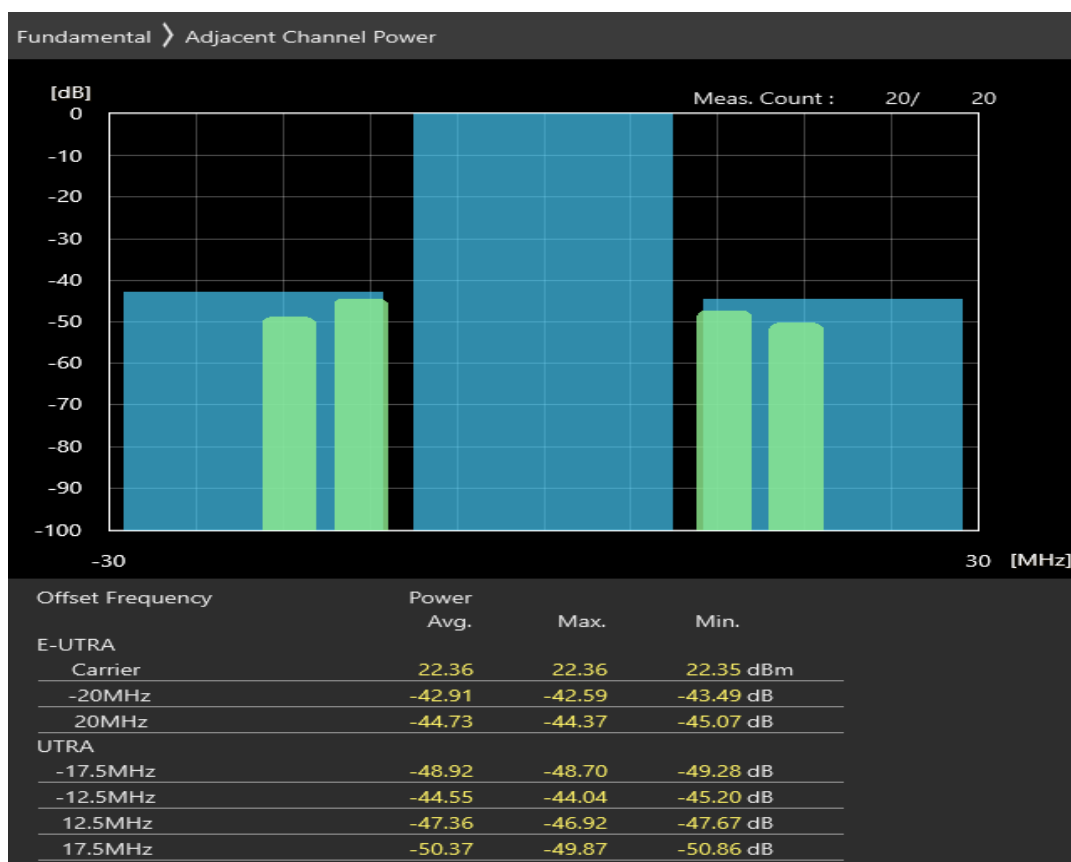 Fundamental ❯ Adjacent Channel Power
[dB]
Meas. Count : 20/ 20
0
-10
-20
-30
-40
-50
-60
-70
-80
-90
-100
-30 30 [MHz]
Offset Frequency Power
Avg. Max. Min.
E-UTRA
Carrier 22.36 22.36 22.35 dBm
-20MHz -42.91 -42.59 -43.49 dB
20MHz -44.73 -44.37 -45.07 dB
UTRA
-17.5MHz -48.92 -48.70 -49.28 dB
-12.5MHz -44.55 -44.04 -45.20 dB
12.5MHz -47.36 -46.92 -47.67 dB
17.5MHz -50.37 -49.87 -50.86 dB